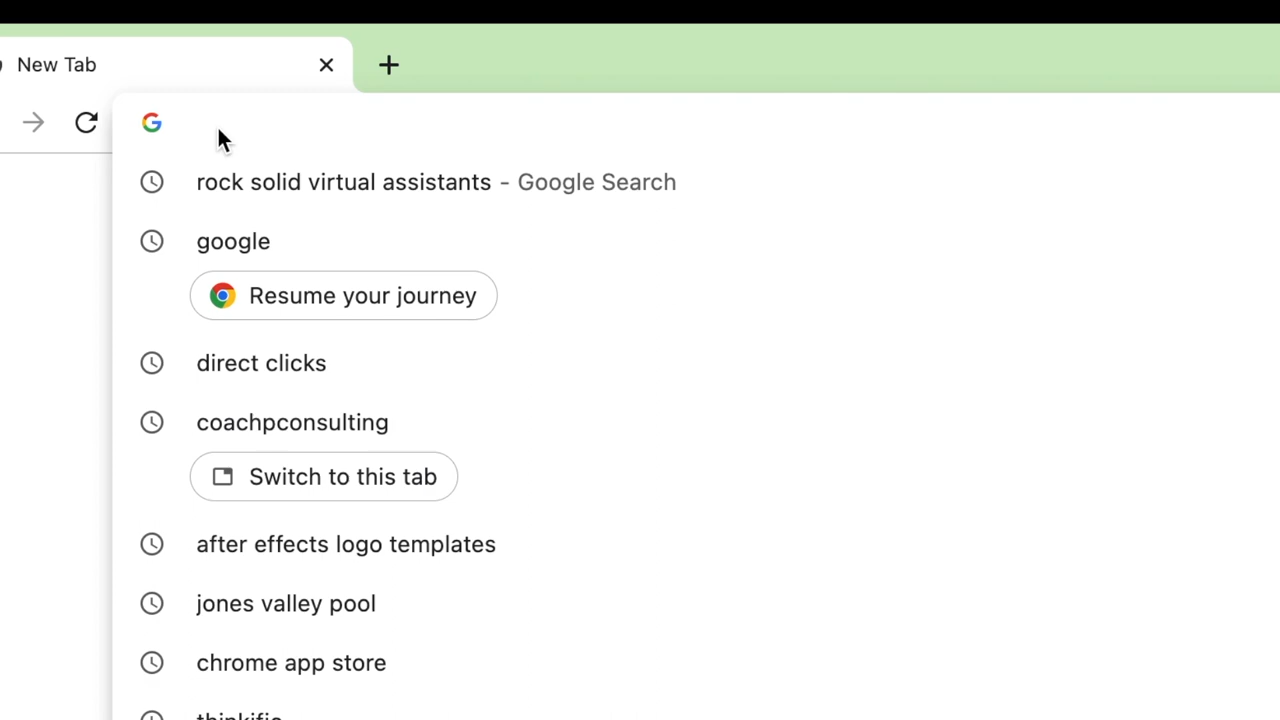 New Tab
rock solid virtual assistants - Google Search
google
Resume your journey
direct clicks
coachpconsulting
Switch to this tab
after effects logo templates
jones valley pool
chrome app store
thinkific